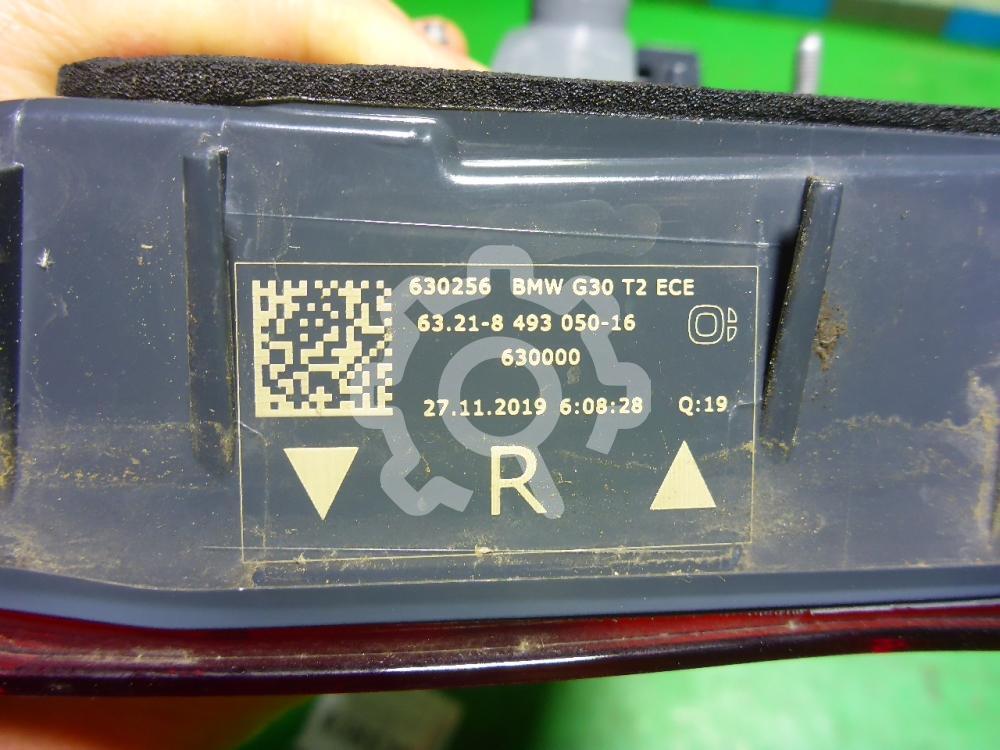 630256 BMW G30 T2 ECE
63.21-8 493 050-16
630000
27.11.2019 6:08:28 Q:19
R